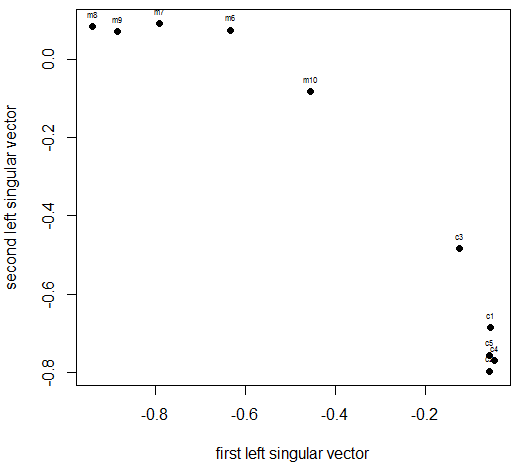 m8
m9
m7
m6
m10
c3
c1
c5
c4
0.0
-0.2
-0.4
-0.6
-0.8
second left singular vector
-0.8
-0.6
-0.4
-0.2
first left singular vector